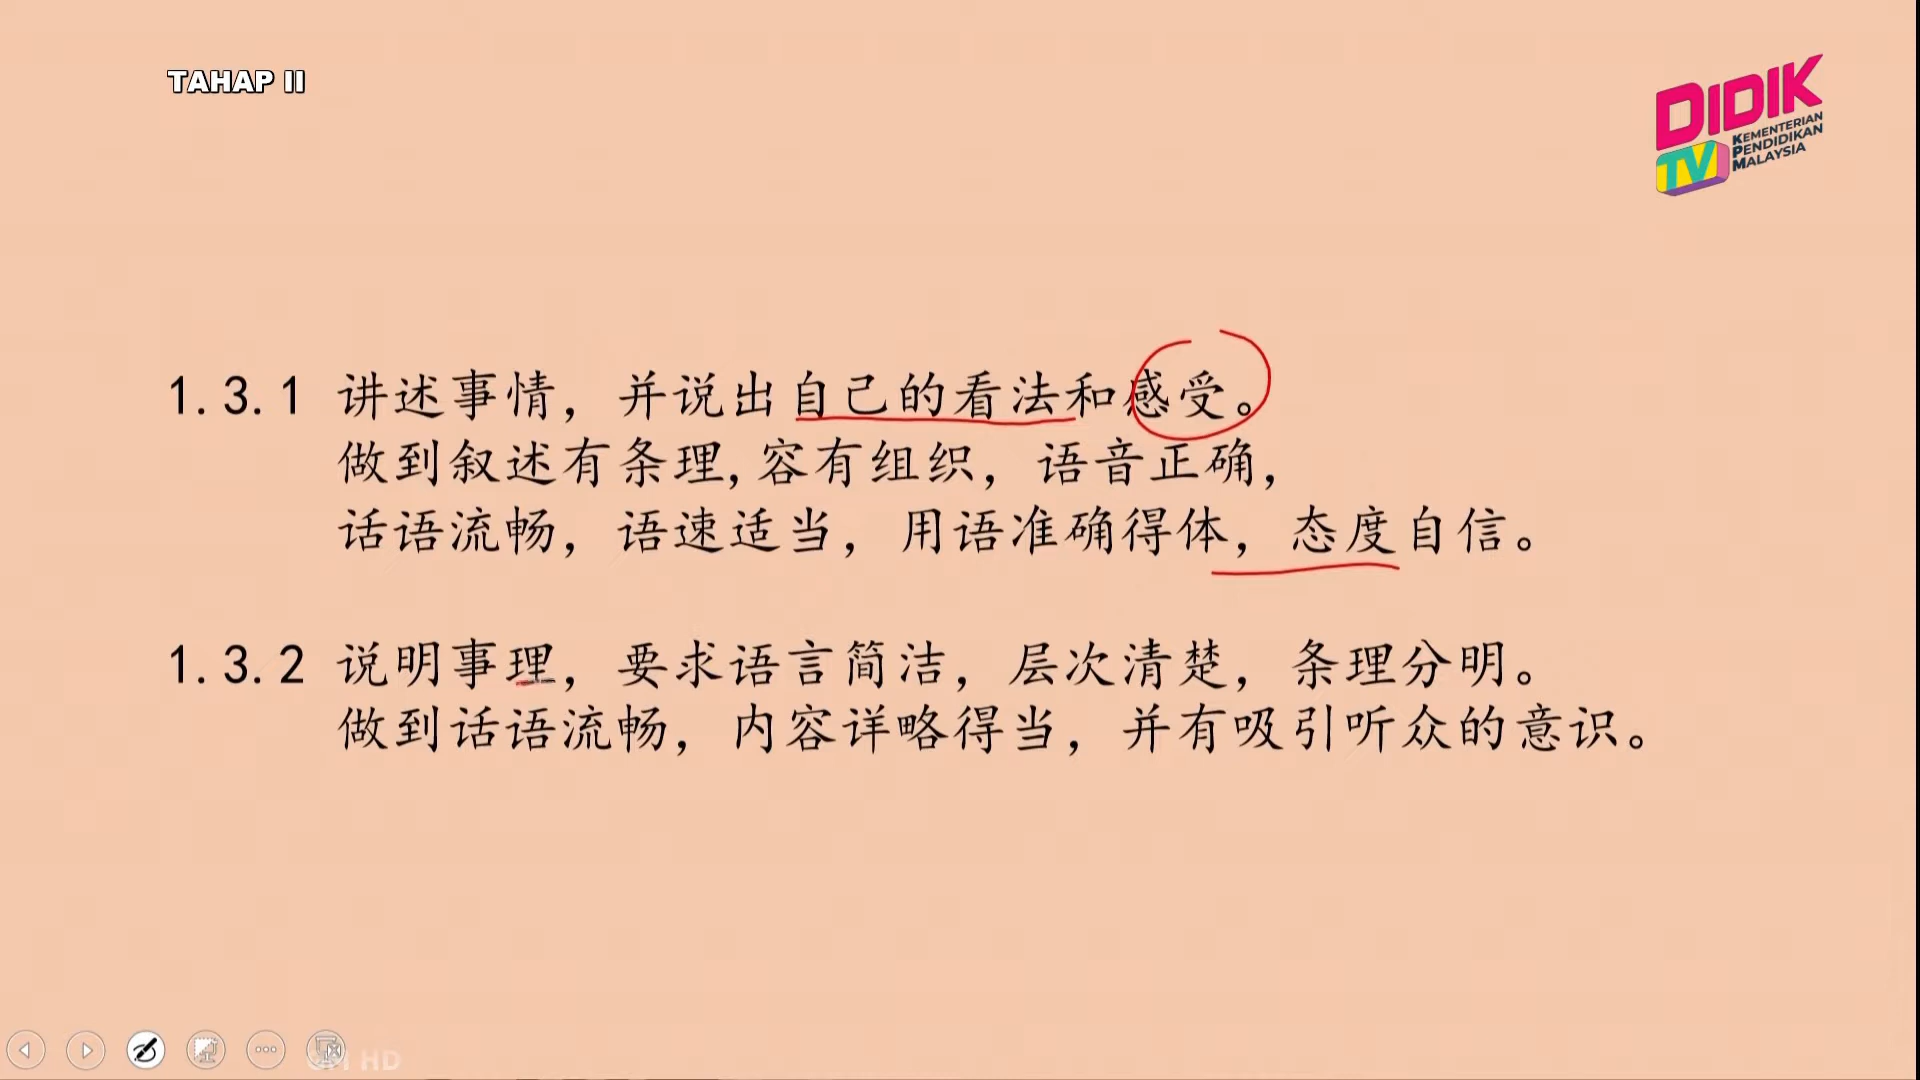 TAHAP II
DIDIK
TV
KEMENTERIAN
PENDIDIKAN
MALAYSIA
1.3.1 讲述事情，并说出自己的看法和感受。
做到叙述有条理,容有组织，语音正确，
话语流畅，语速适当，用语准确得体，态度自信。
1.3.2 说明事理，要求语言简洁，层次清楚，条理分明。
做到话语流畅，内容详略得当，并有吸引听众的意识。
HD